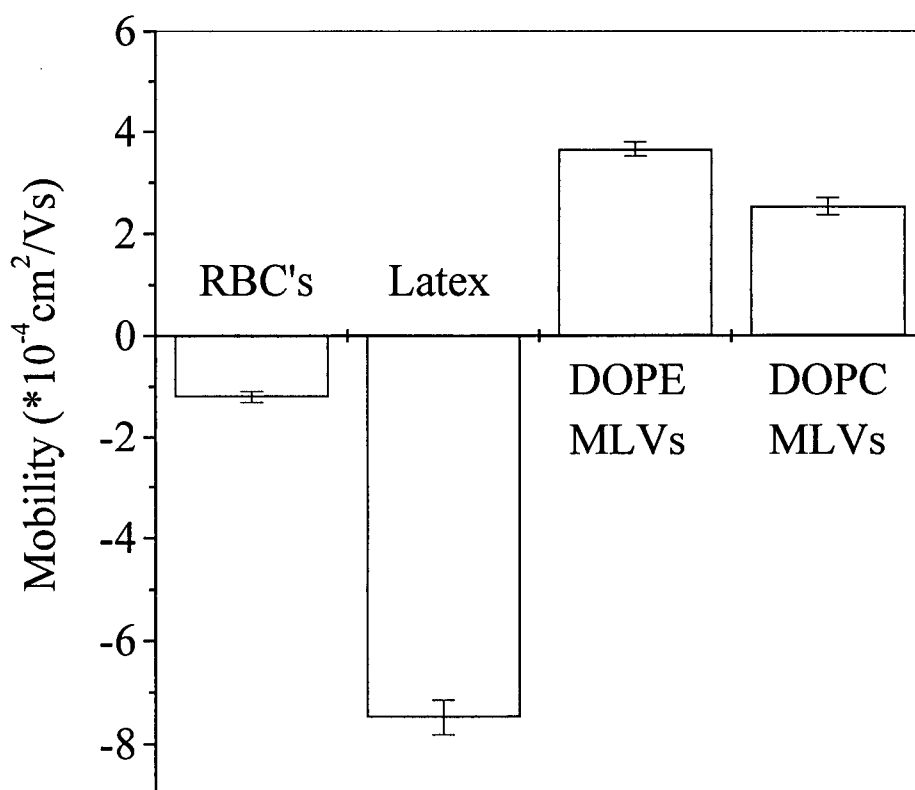 Mobility (*10⁻⁴cm²/Vs)
6
4
2
0
-2
-4
-6
-8
RBC's
Latex
DOPE
MLVs
DOPC
MLVs